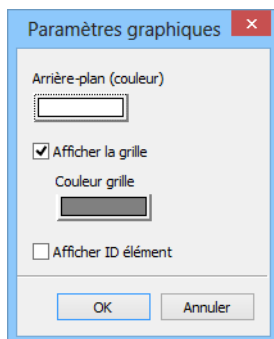 Paramètres graphiques
Arrière-plan (couleur)
Afficher la grille
Couleur grille
Afficher ID élément
OK
Annuler